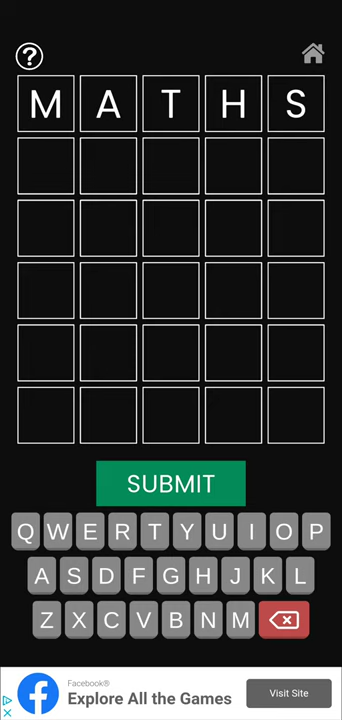 ?
M A T H S
SUBMIT
Q W E R T Y U I O P
A S D F G H J K L
Z X C V B N M
Facebook®
Explore All the Games
Visit Site